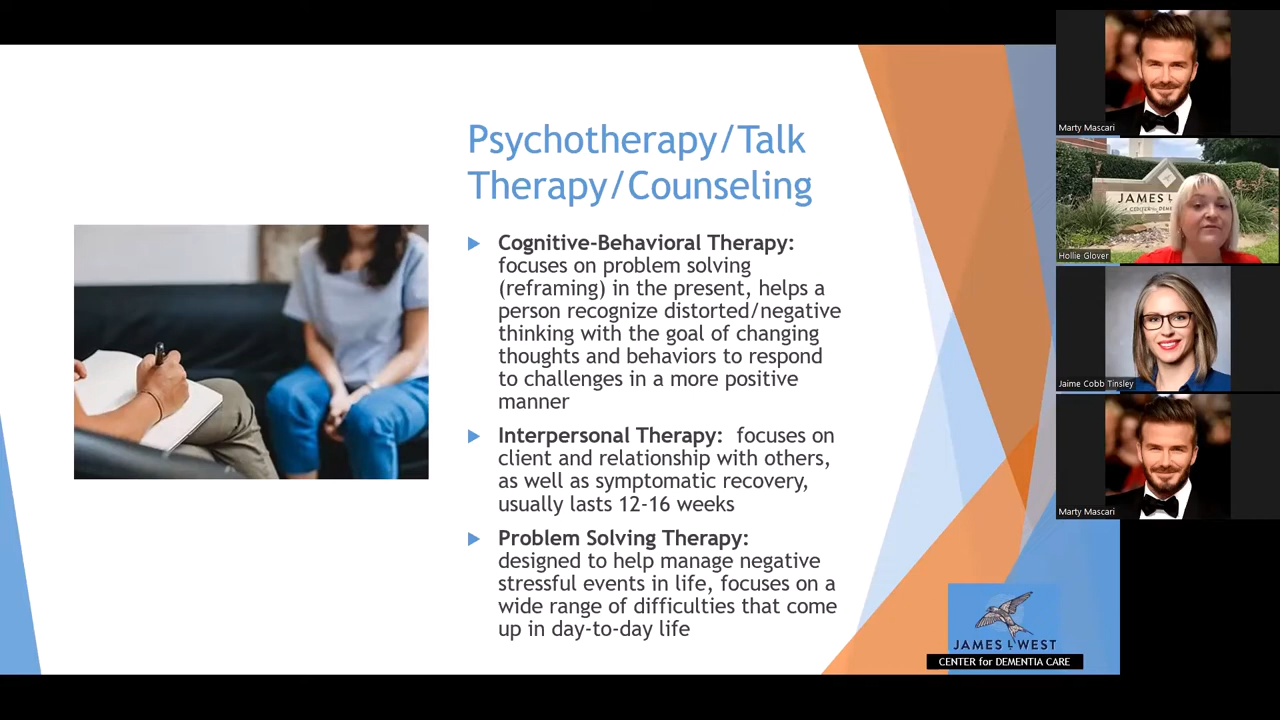 Psychotherapy/Talk
Therapy/Counseling
Cognitive-Behavioral Therapy:
focuses on problem solving
(reframing) in the present, helps a
person recognize distorted/negative
thinking with the goal of changing
thoughts and behaviors to respond
to challenges in a more positive
manner
Interpersonal Therapy: focuses on
client and relationship with others,
as well as symptomatic recovery,
usually lasts 12-16 weeks
Problem Solving Therapy:
designed to help manage negative
stressful events in life, focuses on a
wide range of difficulties that come
up in day-to-day life
JAMES L WEST
CENTER for DEMENTIA CARE
Marty Mascari
JAMES L
CENTER
Hollie Glover
Jaime Cobb Tinsley
Marty Mascari